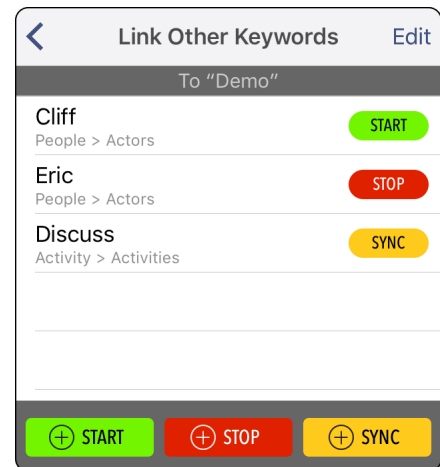 Link Other Keywords Edit
To “Demo”
Cliff
People > Actors
START
Eric
People > Actors
STOP
Discuss
Activity > Activities
SYNC
START STOP SYNC